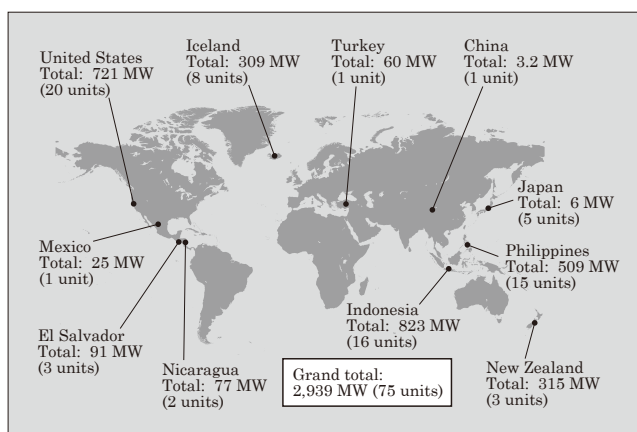 United States
Total: 721 MW
(20 units)
Iceland
Total: 309 MW
(8 units)
Turkey
Total: 60 MW
(1 unit)
China
Total: 3.2 MW
(1 unit)
Japan
Total: 6 MW
(5 units)
Mexico
Total: 25 MW
(1 unit)
Philippines
Total: 509 MW
(15 units)
Indonesia
Total: 823 MW
(16 units)
El Salvador
Total: 91 MW
(3 units)
Nicaragua
Total: 77 MW
(2 units)
Grand total:
2,939 MW (75 units)
New Zealand
Total: 315 MW
(3 units)